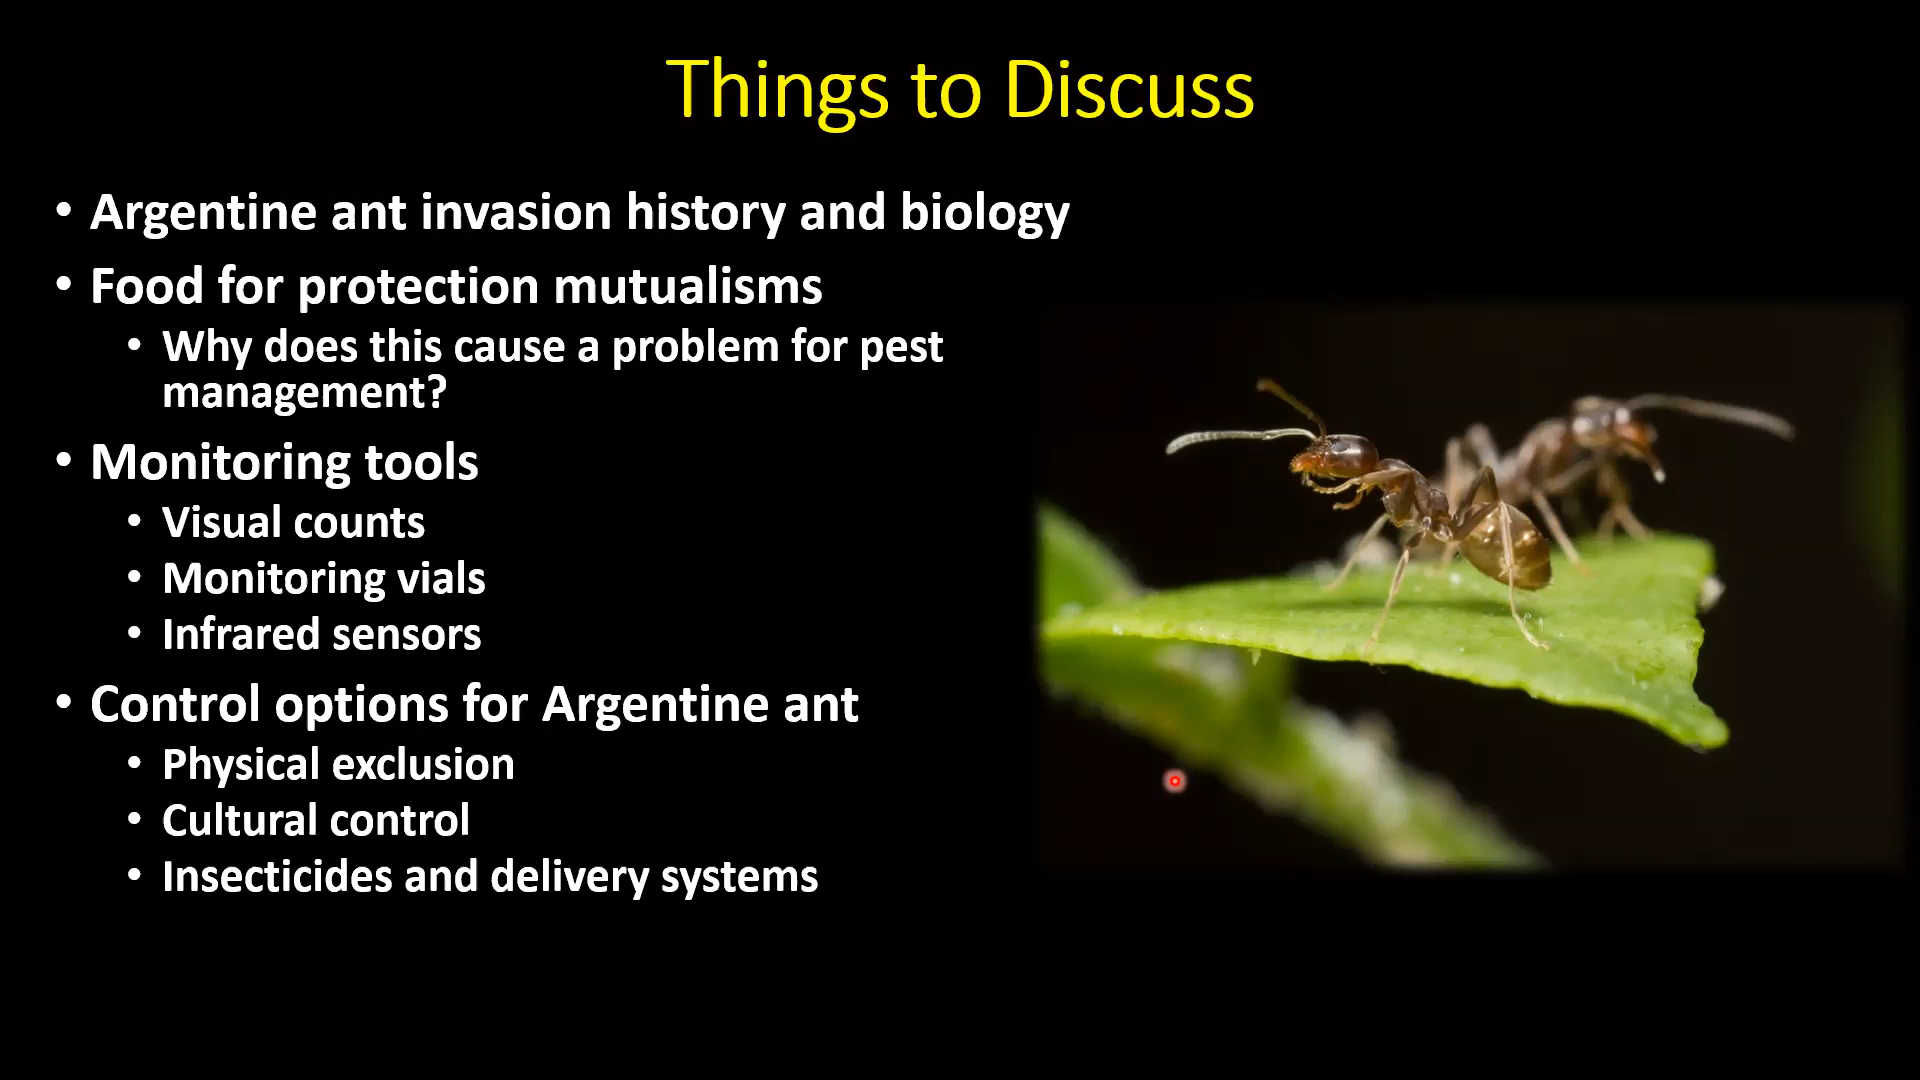 Things to Discuss
• Argentine ant invasion history and biology
• Food for protection mutualisms
• Why does this cause a problem for pest
management?
• Monitoring tools
• Visual counts
• Monitoring vials
• Infrared sensors
• Control options for Argentine ant
• Physical exclusion
• Cultural control
• Insecticides and delivery systems